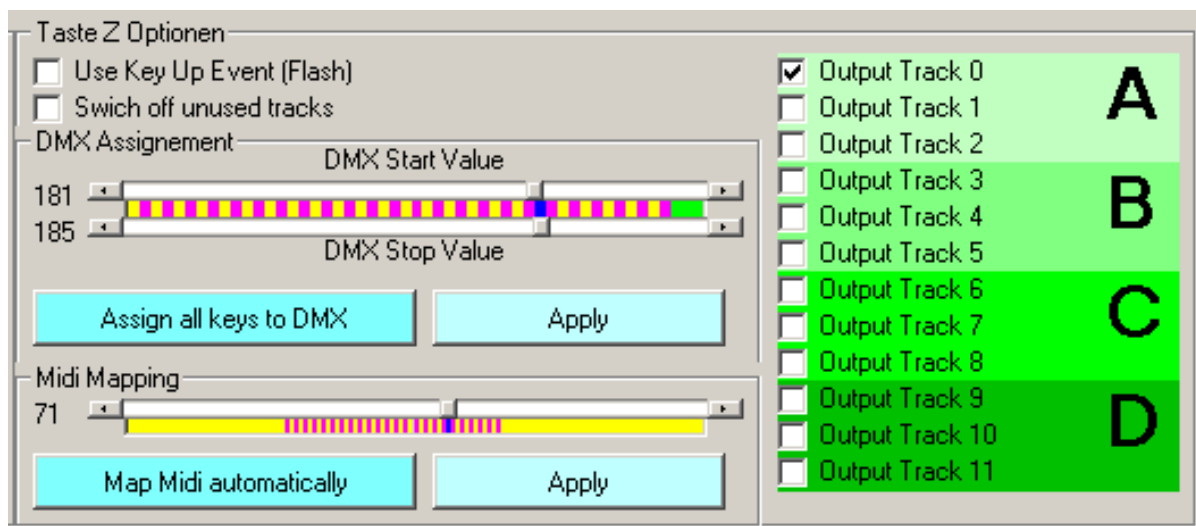 Taste Z Optionen
Use Key Up Event (Flash)
Swich off unused tracks
DMX Assignement
DMX Start Value
181
185
DMX Stop Value
Assign all keys to DMX
Apply
Midi Mapping
71
Map Midi automatically
Apply
Output Track 0
Output Track 1
Output Track 2
A
Output Track 3
Output Track 4
Output Track 5
B
Output Track 6
Output Track 7
Output Track 8
C
Output Track 9
Output Track 10
Output Track 11
D